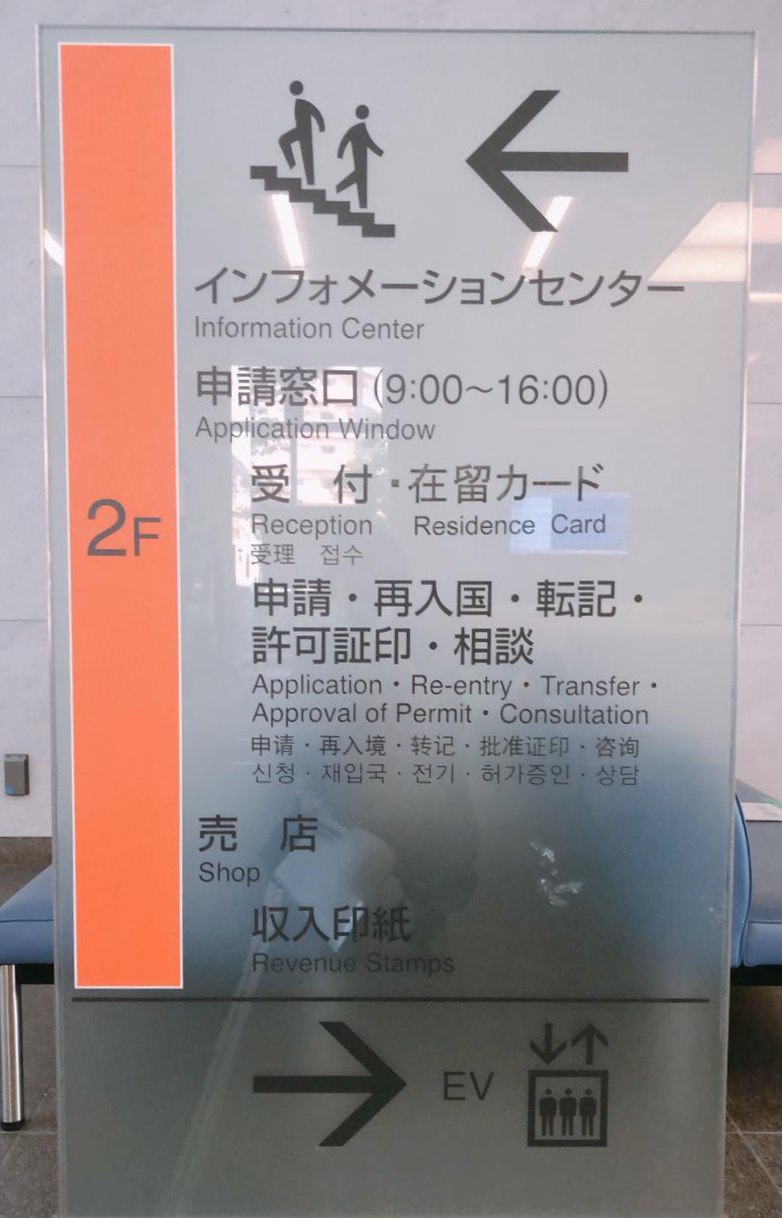 インフォメーションセンター
Information Center
申請窓口(9:00〜16:00)
Application Window
受 付・在留カード
Reception Residence Card
受理 접수
2F
申請・再入国・転記・
許可証印・相談
Application・Re-entry・Transfer・
Approval of Permit・Consultation
申请・再入境・转记・批准证印・咨询
신청・재입국・전기・허가증인・상담
売 店
Shop
収入印紙
Revenue Stamps
EV